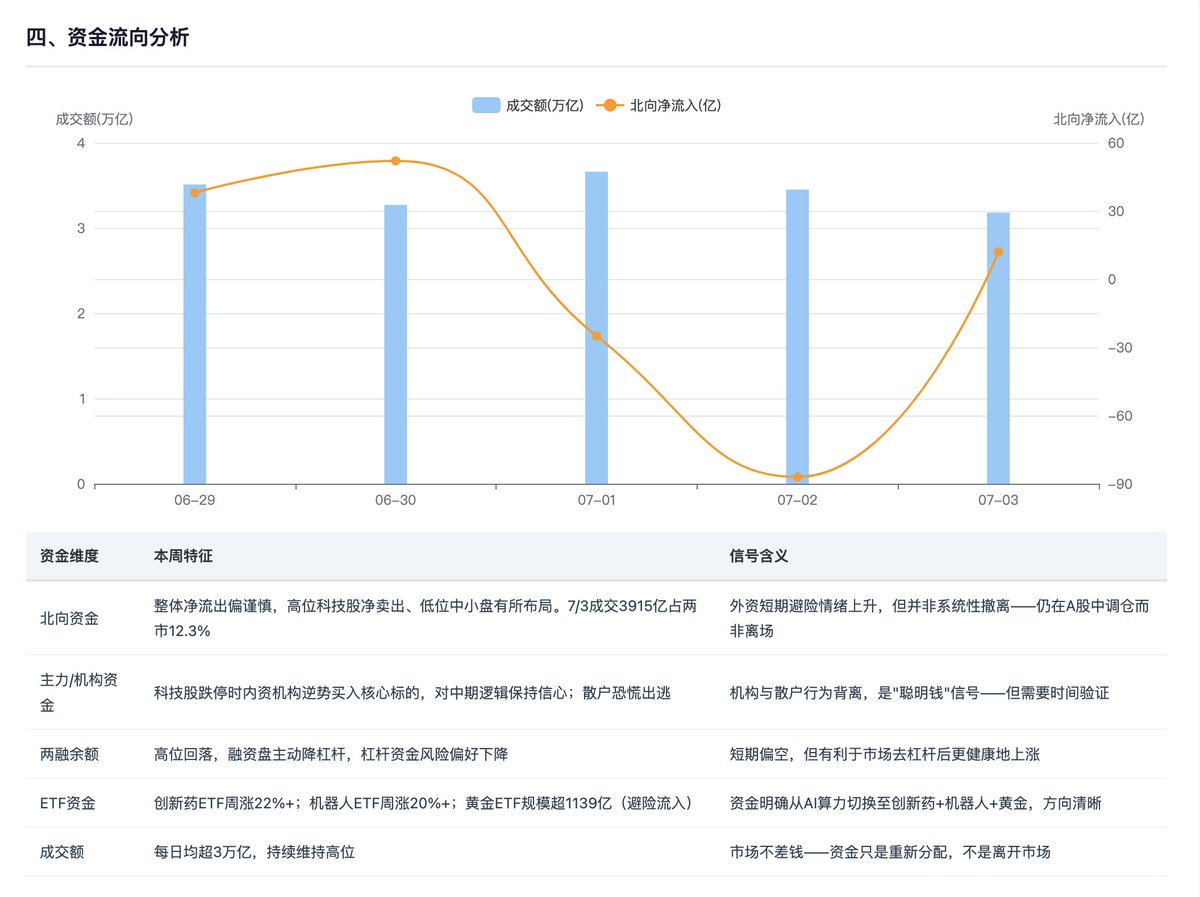 四、资金流向分析
成交额(万亿) 北向净流入(亿)
成交额(万亿) 北向净流入(亿)
4 60
30
3
0
2
−30
1
−60
0 −90
06−29 06−30 07−01 07−02 07−03
资金维度 本周特征 信号含义
北向资金
整体净流出偏谨慎，高位科技股净卖出、低位中小盘有所布局。7/3成交3915亿占两
市12.3%
外资短期避险情绪上升，但并非系统性撤离——仍在A股中调仓而
非离场
主力/机构资
金
科技股跌停时内资机构逆势买入核心标的，对中期逻辑保持信心；散户恐慌出逃
机构与散户行为背离，是"聪明钱"信号——但需要时间验证
两融余额 高位回落，融资盘主动降杠杆，杠杆资金风险偏好下降 短期偏空，但有利于市场去杠杆后更健康地上涨
ETF资金 创新药ETF周涨22%+；机器人ETF周涨20%+；黄金ETF规模超1139亿（避险流入） 资金明确从AI算力切换至创新药+机器人+黄金，方向清晰
成交额 每日均超3万亿，持续维持高位 市场不差钱——资金只是重新分配，不是离开市场